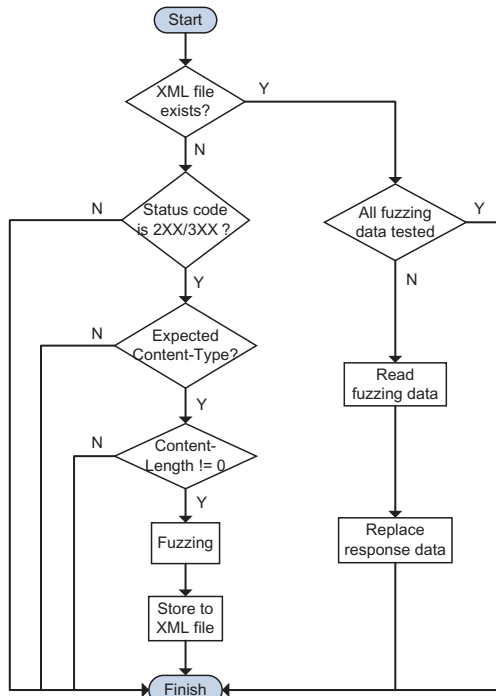 Start
XML file
exists?
Y
N
Status code
is 2XX/3XX ?
N
Y
All fuzzing
data tested
Y
N
Expected
Content-Type?
N
Y
Read
fuzzing data
Content-
Length != 0
N
Y
Fuzzing
Replace
response data
Store to
XML file
Finish